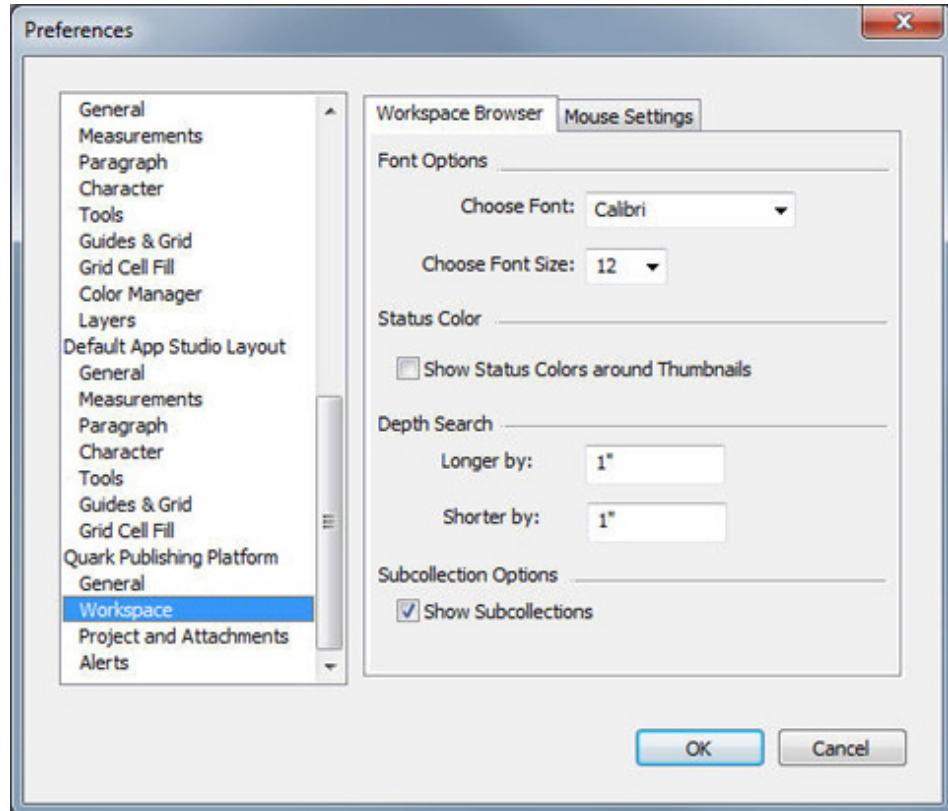 Preferences
General
Measurements
Paragraph
Character
Tools
Guides & Grid
Grid Cell Fill
Color Manager
Layers
Default App Studio Layout
General
Measurements
Paragraph
Character
Tools
Guides & Grid
Grid Cell Fill
Quark Publishing Platform
General
Workspace
Project and Attachments
Alerts
Workspace Browser
Mouse Settings
Font Options
Choose Font: Calibri
Choose Font Size: 12
Status Color
Show Status Colors around Thumbnails
Depth Search
Longer by: 1"
Shorter by: 1"
Subcollection Options
Show Subcollections
OK
Cancel